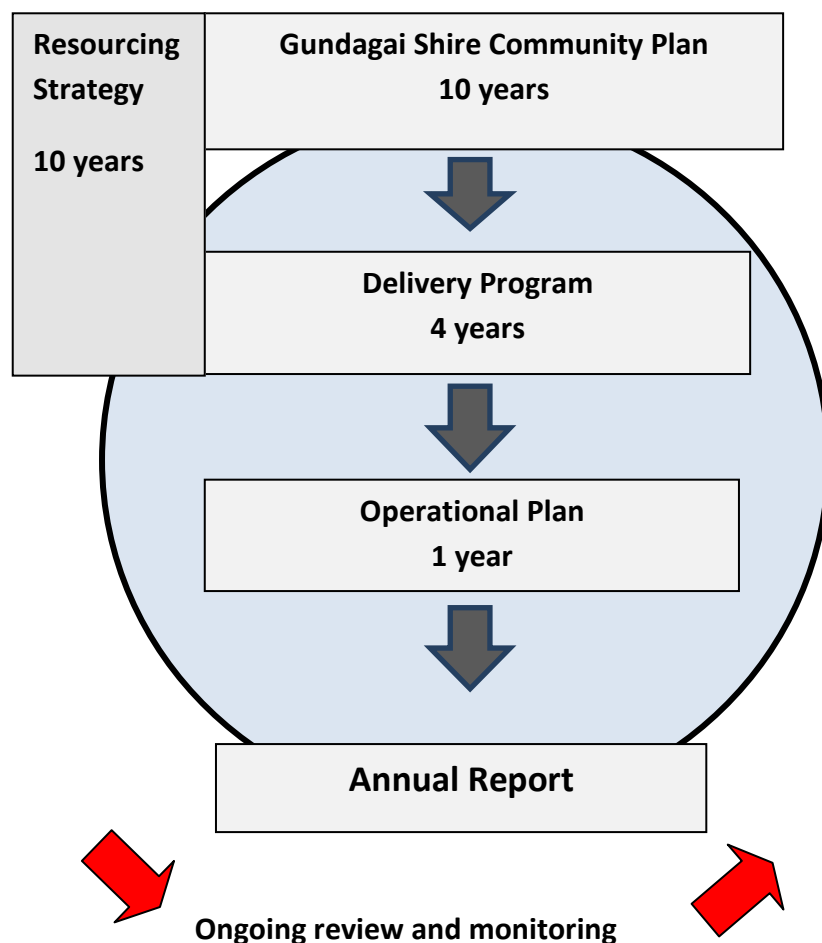 Resourcing
Strategy
10 years
Gundagai Shire Community Plan
10 years
Delivery Program
4 years
Operational Plan
1 year
Annual Report
Ongoing review and monitoring